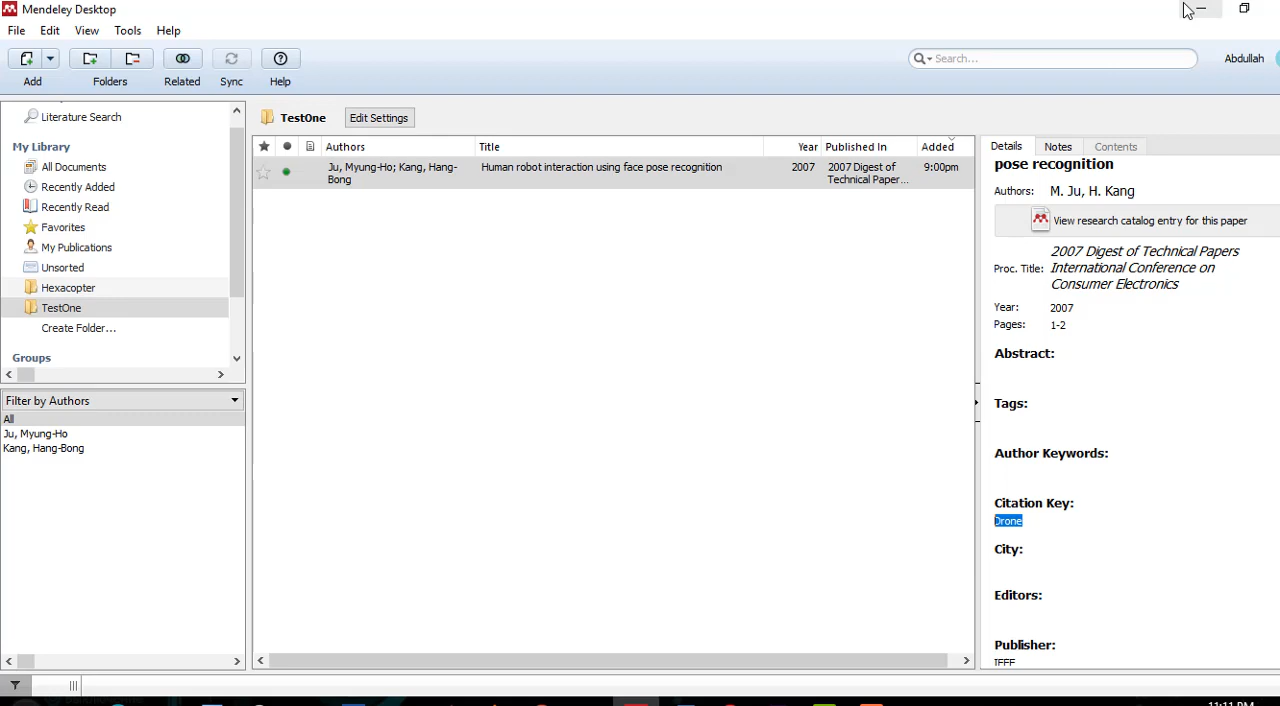 Mendeley Desktop
File Edit View Tools Help
Add Folders Related Sync Help
Search...
Abdullah
Literature Search
My Library
All Documents
Recently Added
Recently Read
Favorites
My Publications
Unsorted
Hexacopter
TestOne
Create Folder...
Groups
Filter by Authors
All
Ju, Myung-Ho
Kang, Hang-Bong
TestOne Edit Settings
Authors Title Year Published In Added
Ju, Myung-Ho; Kang, Hang- Human robot interaction using face pose recognition 2007 2007 Digest of 9:00pm
Bong Technical Paper...
Details Notes Contents
pose recognition
Authors: M. Ju, H. Kang
View research catalog entry for this paper
2007 Digest of Technical Papers
Proc. Title: International Conference on
Consumer Electronics
Year: 2007
Pages: 1-2
Abstract:
Tags:
Author Keywords:
Citation Key:
Drone
City:
Editors:
Publisher:
IEEE
11:11 PM